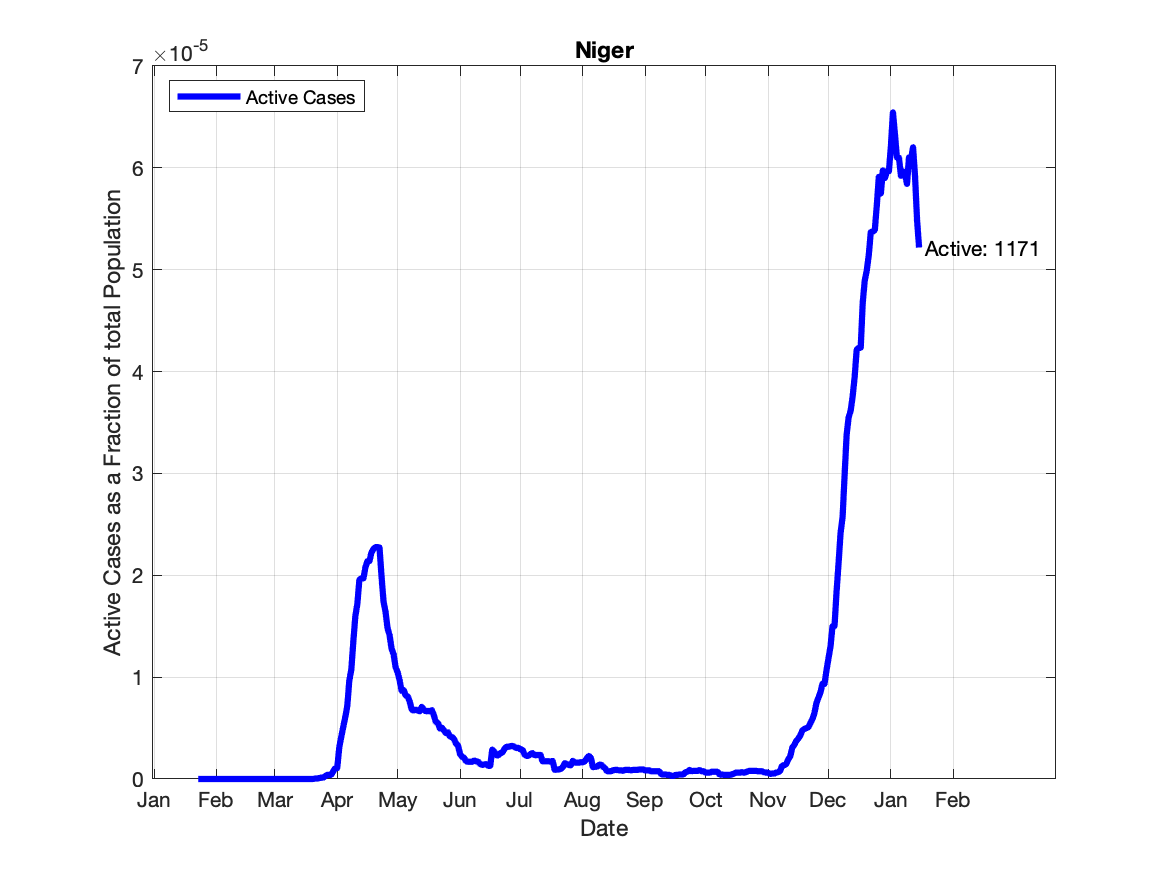 Niger
×10-5
Active Cases
7
6
5
4
3
2
1
0
Active Cases as a Fraction of total Population
Active: 1171
Jan Feb Mar Apr May Jun Jul Aug Sep Oct Nov Dec Jan Feb
Date